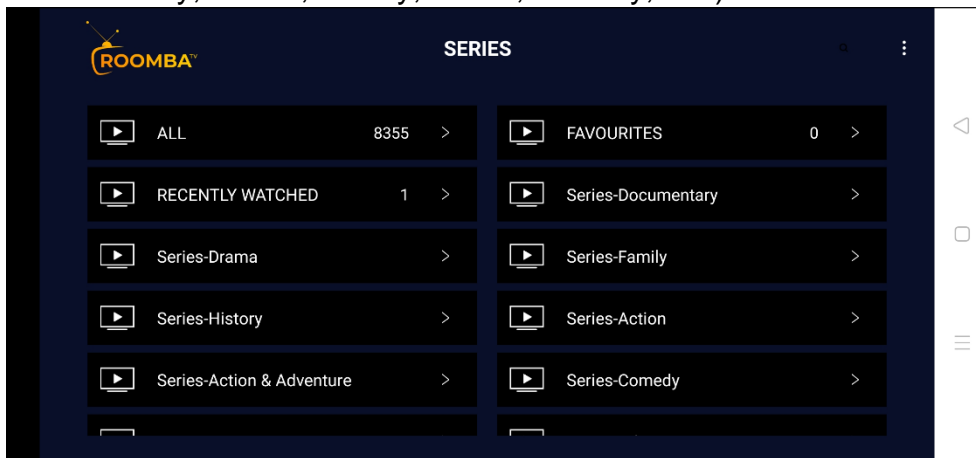 ROOMBA TV
SERIES
ALL 8355 >
FAVOURITES 0 >
RECENTLY WATCHED 1 >
Series-Documentary >
Series-Drama >
Series-Family >
Series-History >
Series-Action >
Series-Action & Adventure >
Series-Comedy >